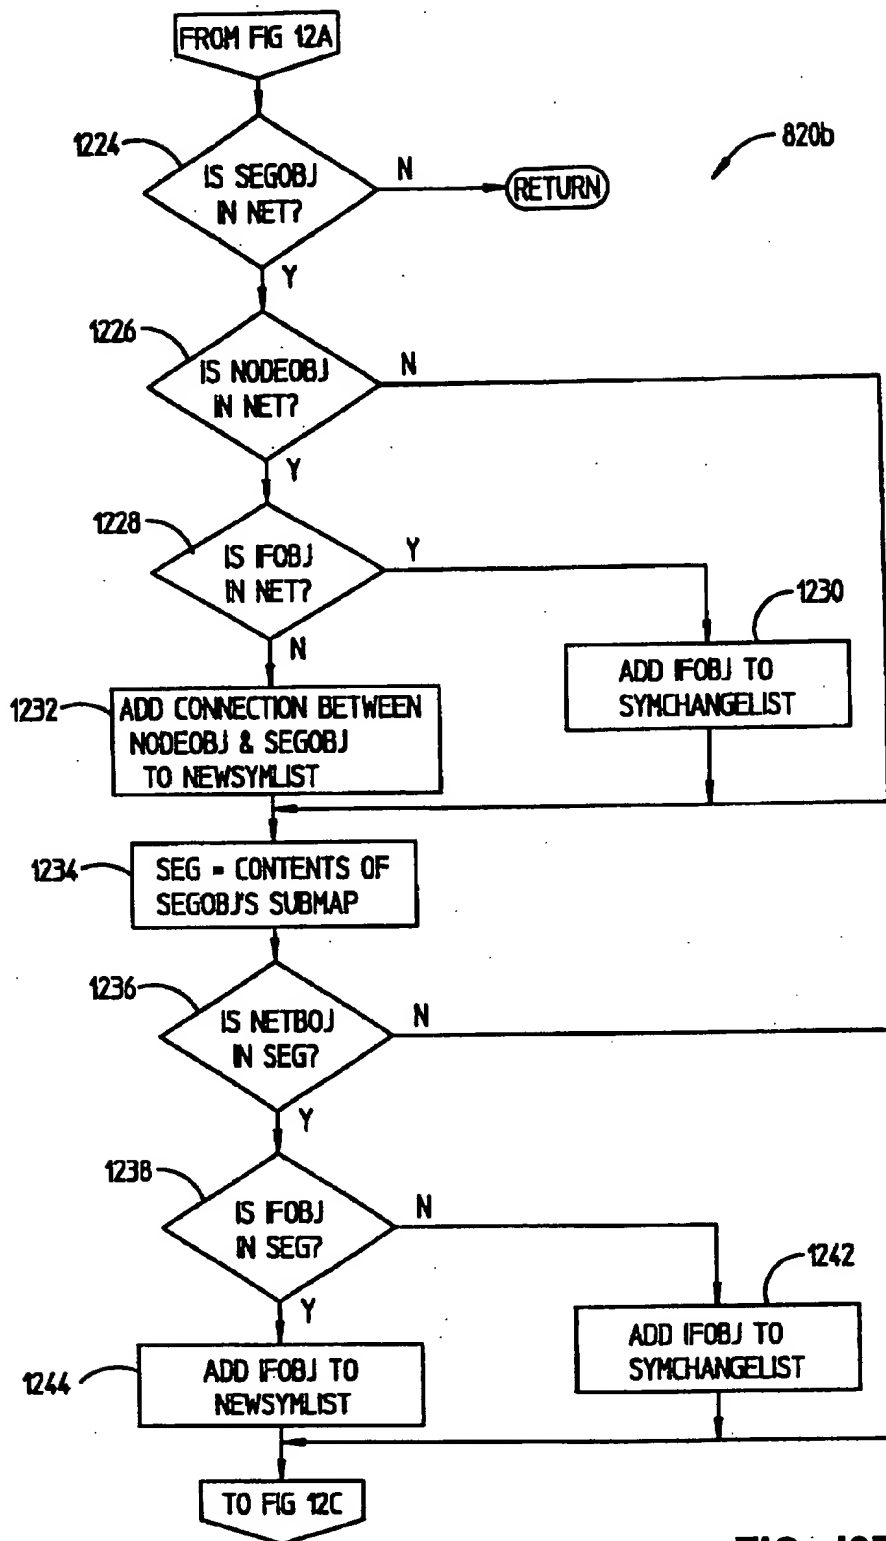 FROM FIG 12A
1224
IS SEGOBJ
IN NET?
N
RETURN
820b
Y
1226
IS NODEOBJ
IN NET?
N
Y
1228
IS IFOBJ
IN NET?
Y
1230
ADD IFOBJ TO
SYMCHANGELIST
N
1232
ADD CONNECTION BETWEEN
NODEOBJ & SEGOBJ
TO NEWSYMLIST
1234
SEG = CONTENTS OF
SEGOBJ'S SUBMAP
1236
IS NETBOJ
IN SEG?
N
Y
1238
IS IFOBJ
IN SEG?
N
1242
ADD IFOBJ TO
SYMCHANGELIST
Y
1244
ADD IFOBJ TO
NEWSYMLIST
TO FIG 12C